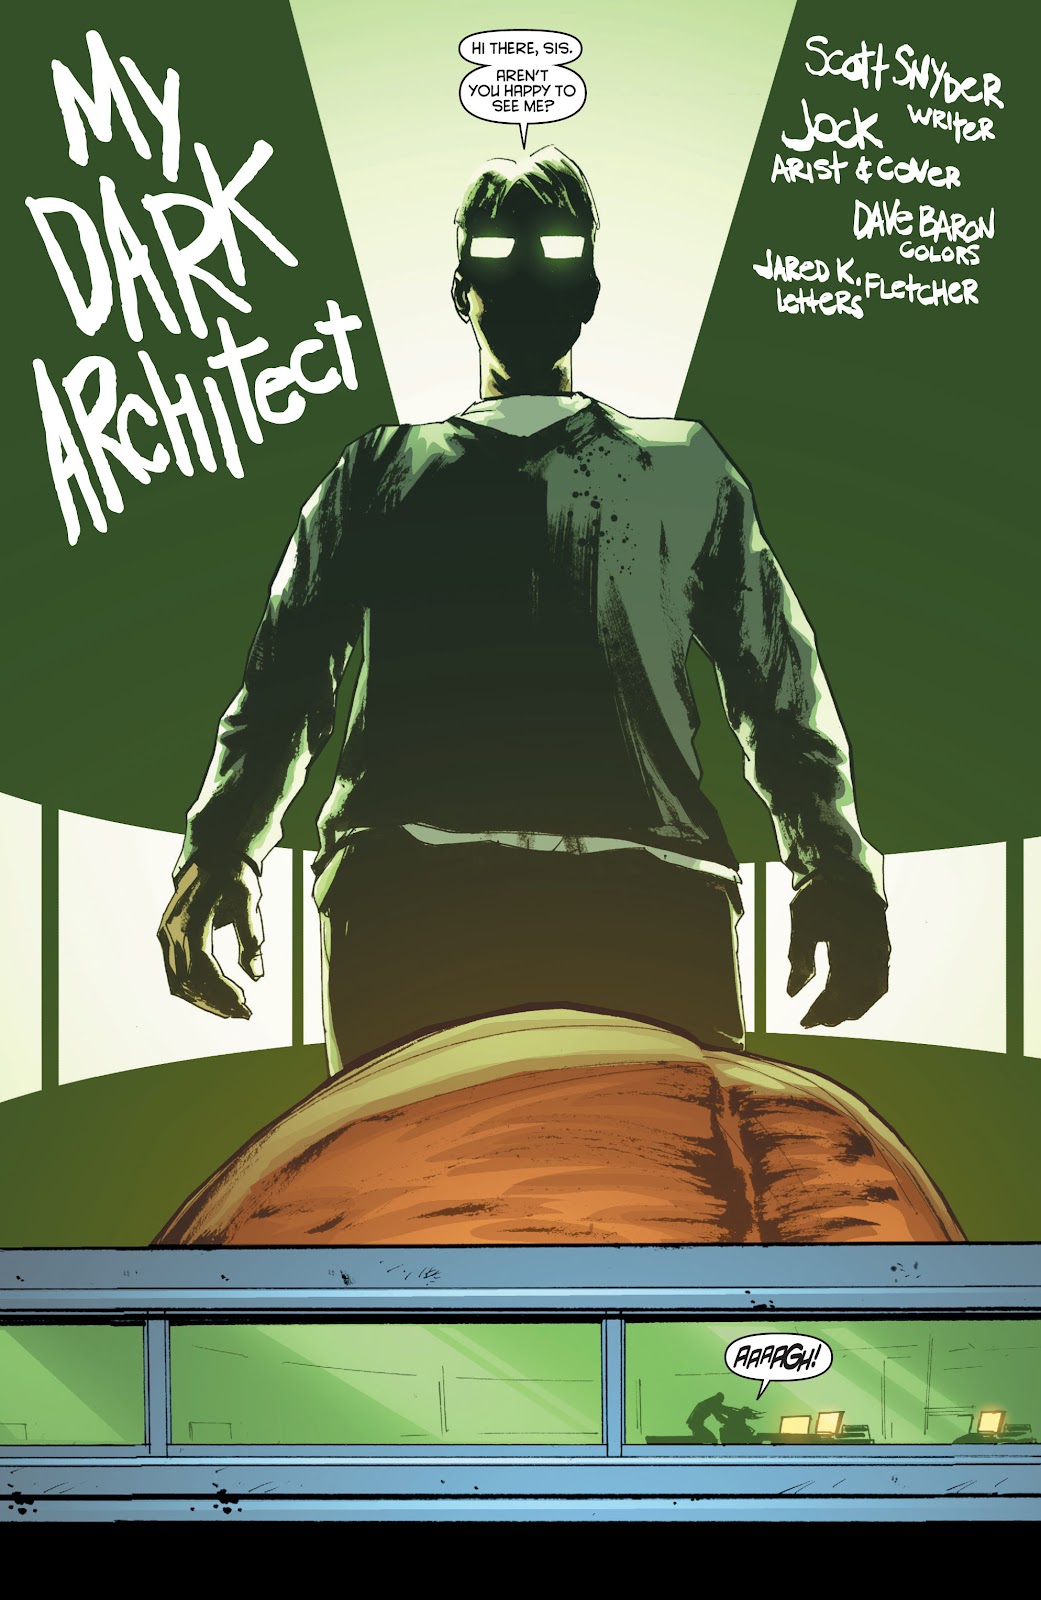 My
DARK
ARchitect
HI THERE, SIS.
AREN'T
YOU HAPPY TO
SEE ME?
Scott SNyDeR
WRiteR
Jock
ARISt & COVeR
DAVe BARON
COLORS
JARED K. FLetcheR
LetteRs
AAAAGH!